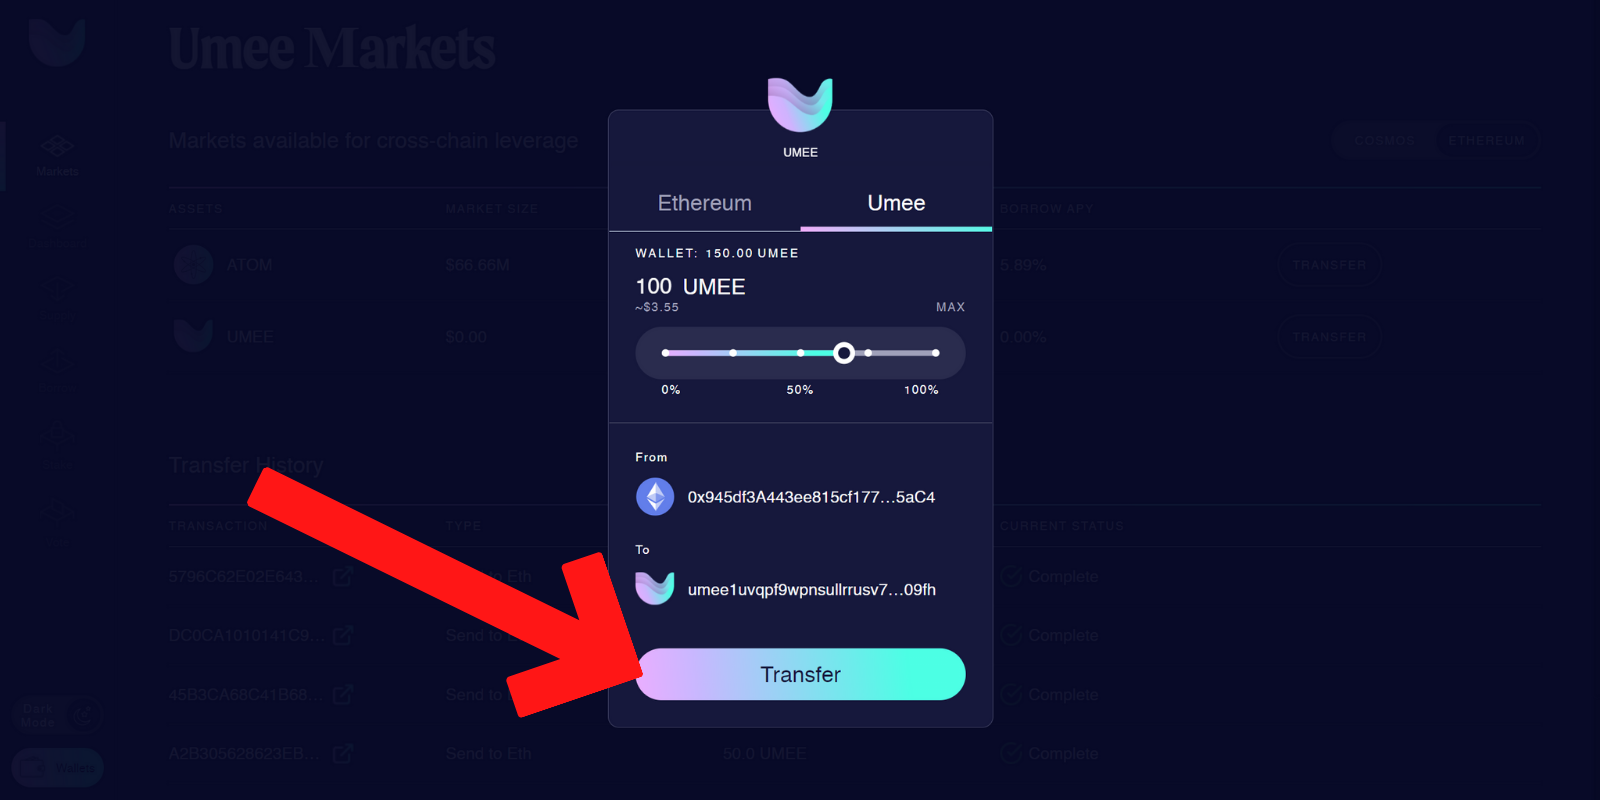 Umee Markets
Markets
Markets available for cross-chain leverage
COSMOS ETHEREUM
ASSETS MARKET SIZE BORROW APY
ATOM $66.66M 5.89% TRANSFER
UMEE $0.00 0.00% TRANSFER
UMEE
Ethereum Umee
WALLET: 150.00 UMEE
100 UMEE
~$3.55 MAX
0% 50% 100%
From
0x945df3A443ee815cf177...5aC4
To
umee1uvqpf9wpnsullrrusv7...09fh
Transfer
Transfer History
TRANSACTION TYPE CURRENT STATUS
5796C62E02E643... Eth Complete
DC0CA1010141C9... Send to Complete
45B3CA68C41B68... Send to Complete
A2B305628623EB... Send to Eth 50.0 UMEE Complete
Dark
Mode
Wallets